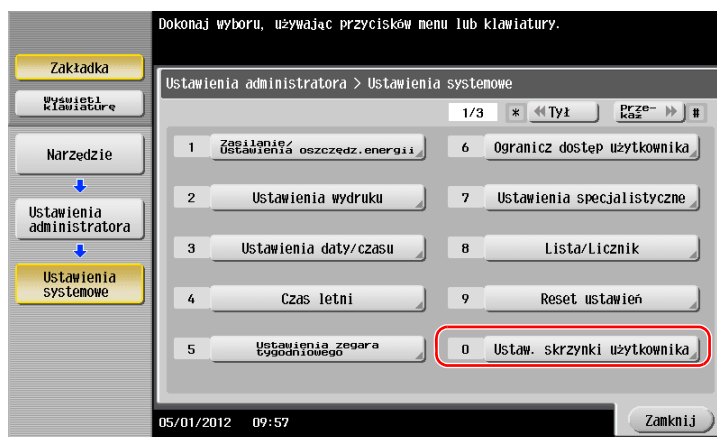 Dokonaj wyboru, używając przycisków menu lub klawiatury.
Zakładka
Wyświetl
klawiaturę
Narzędzie
Ustawienia
administratora
Ustawienia
systemowe
Ustawienia administratora > Ustawienia systemowe
1/3 * Tył Prze-
każ #
1 Zasilanie/
Ustawienia oszczędz.energii
2 Ustawienia wydruku
3 Ustawienia daty/czasu
4 Czas letni
5 Ustawienia zegara
tygodniowego
6 Ogranicz dostęp użytkownika
7 Ustawienia specjalistyczne
8 Lista/Licznik
9 Reset ustawień
0 Ustaw. skrzynki użytkownika
05/01/2012 09:57
Zamknij